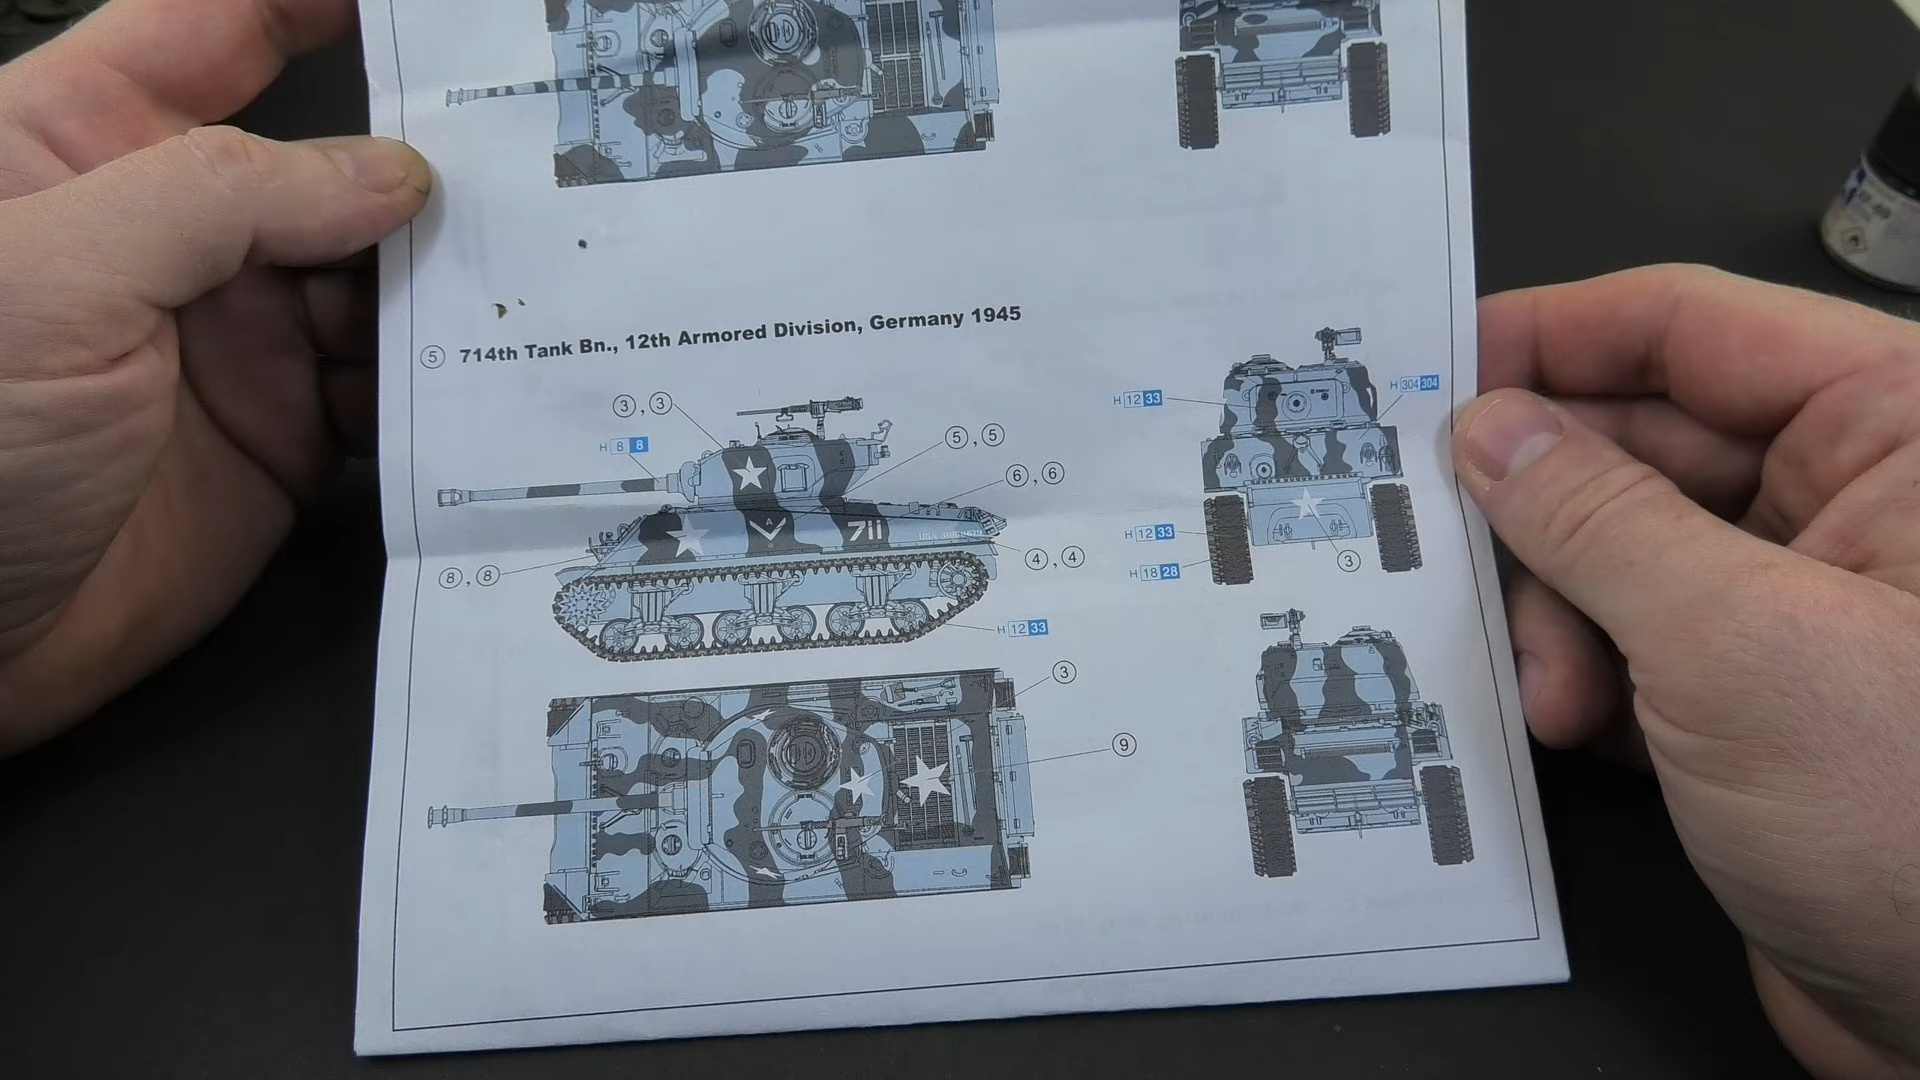 5 714th Tank Bn., 12th Armored Division, Germany 1945
3, 3
H 8 8
5, 5
6, 6
8, 8
A
711
4, 4
H 12 33
H 12 33
H 304 304
H 12 33
H 18 28
3
3
9